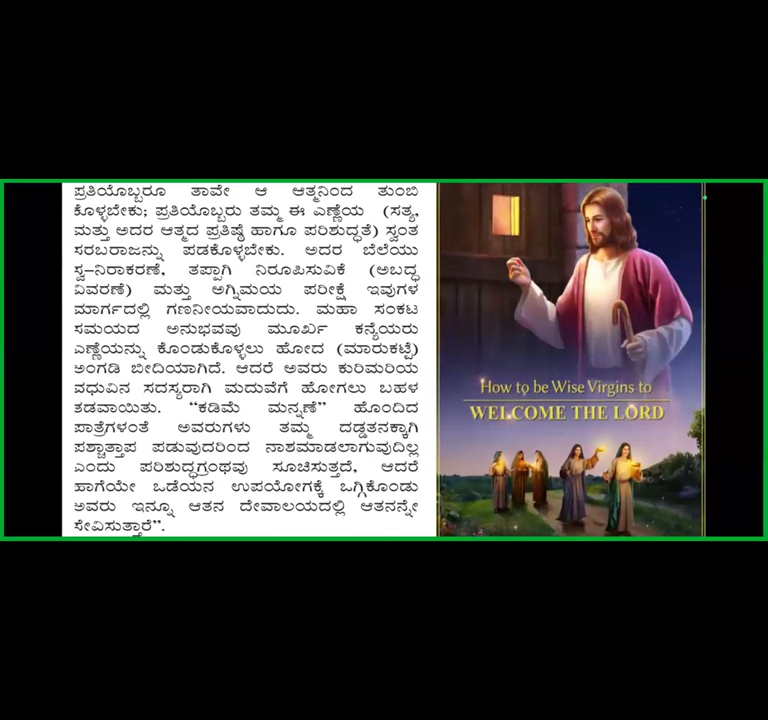 ಪ್ರತಿಯೊಬ್ಬರೂ ತಾವೇ ಆ ಆತ್ಮನಿಂದ ತುಂಬಿ
ಕೊಳ್ಳಬೇಕು; ಪ್ರತಿಯೊಬ್ಬರು ತಮ್ಮ ಈ ಎಣ್ಣೆಯ (ಸತ್ಯ,
ಮತ್ತು ಅದರ ಆತ್ಮದ ಪ್ರತಿಷ್ಠೆ ಹಾಗೂ ಪರಿಶುದ್ಧತೆ) ಸ್ವಂತ
ಸರಬರಾಜನ್ನು ಪಡಕೊಳ್ಳಬೇಕು. ಅದರ ಬೆಲೆಯು
ಸ್ವ–ನಿರಾಕರಣೆ, ತಪ್ಪಾಗಿ ನಿರೂಪಿಸುವಿಕೆ (ಅಬದ್ಧ
ವಿವರಣೆ) ಮತ್ತು ಅಗ್ನಿಮಯ ಪರೀಕ್ಷೆ ಇವುಗಳ
ಮಾರ್ಗದಲ್ಲಿ ಗಣನೀಯವಾದುದು. ಮಹಾ ಸಂಕಟ
ಸಮಯದ ಅನುಭವವು ಮೂರ್ಖ ಕನ್ಯೆಯರು
ಎಣ್ಣೆಯನ್ನು ಕೊಂಡುಕೊಳ್ಳಲು ಹೋದ (ಮಾರುಕಟ್ಟೆ)
ಅಂಗಡಿ ಬೀದಿಯಾಗಿದೆ. ಆದರೆ ಅವರು ಕುರಿಮರಿಯ
ವಧುವಿನ ಸದಸ್ಯರಾಗಿ ಮದುವೆಗೆ ಹೋಗಲು ಬಹಳ
ತಡವಾಯಿತು. “ಕಡಿಮೆ ಮನ್ನಣೆ” ಹೊಂದಿದ
ಪಾತ್ರೆಗಳಂತೆ ಅವರುಗಳು ತಮ್ಮ ದಡ್ಡತನಕ್ಕಾಗಿ
ಪಶ್ಚಾತ್ತಾಪ ಪಡುವುದರಿಂದ ನಾಶಮಾಡಲಾಗುವುದಿಲ್ಲ
ಎಂದು ಪರಿಶುದ್ಧಗ್ರಂಥವು ಸೂಚಿಸುತ್ತದೆ, ಆದರೆ
ಹಾಗೆಯೇ ಒಡೆಯನ ಉಪಯೋಗಕ್ಕೆ ಒಗ್ಗಿಕೊಂಡು
ಅವರು ಇನ್ನೂ ಆತನ ದೇವಾಲಯದಲ್ಲಿ ಆತನನ್ನೇ
ಸೇವಿಸುತ್ತಾರೆ”.
How to be Wise Virgins to
WELCOME THE LORD